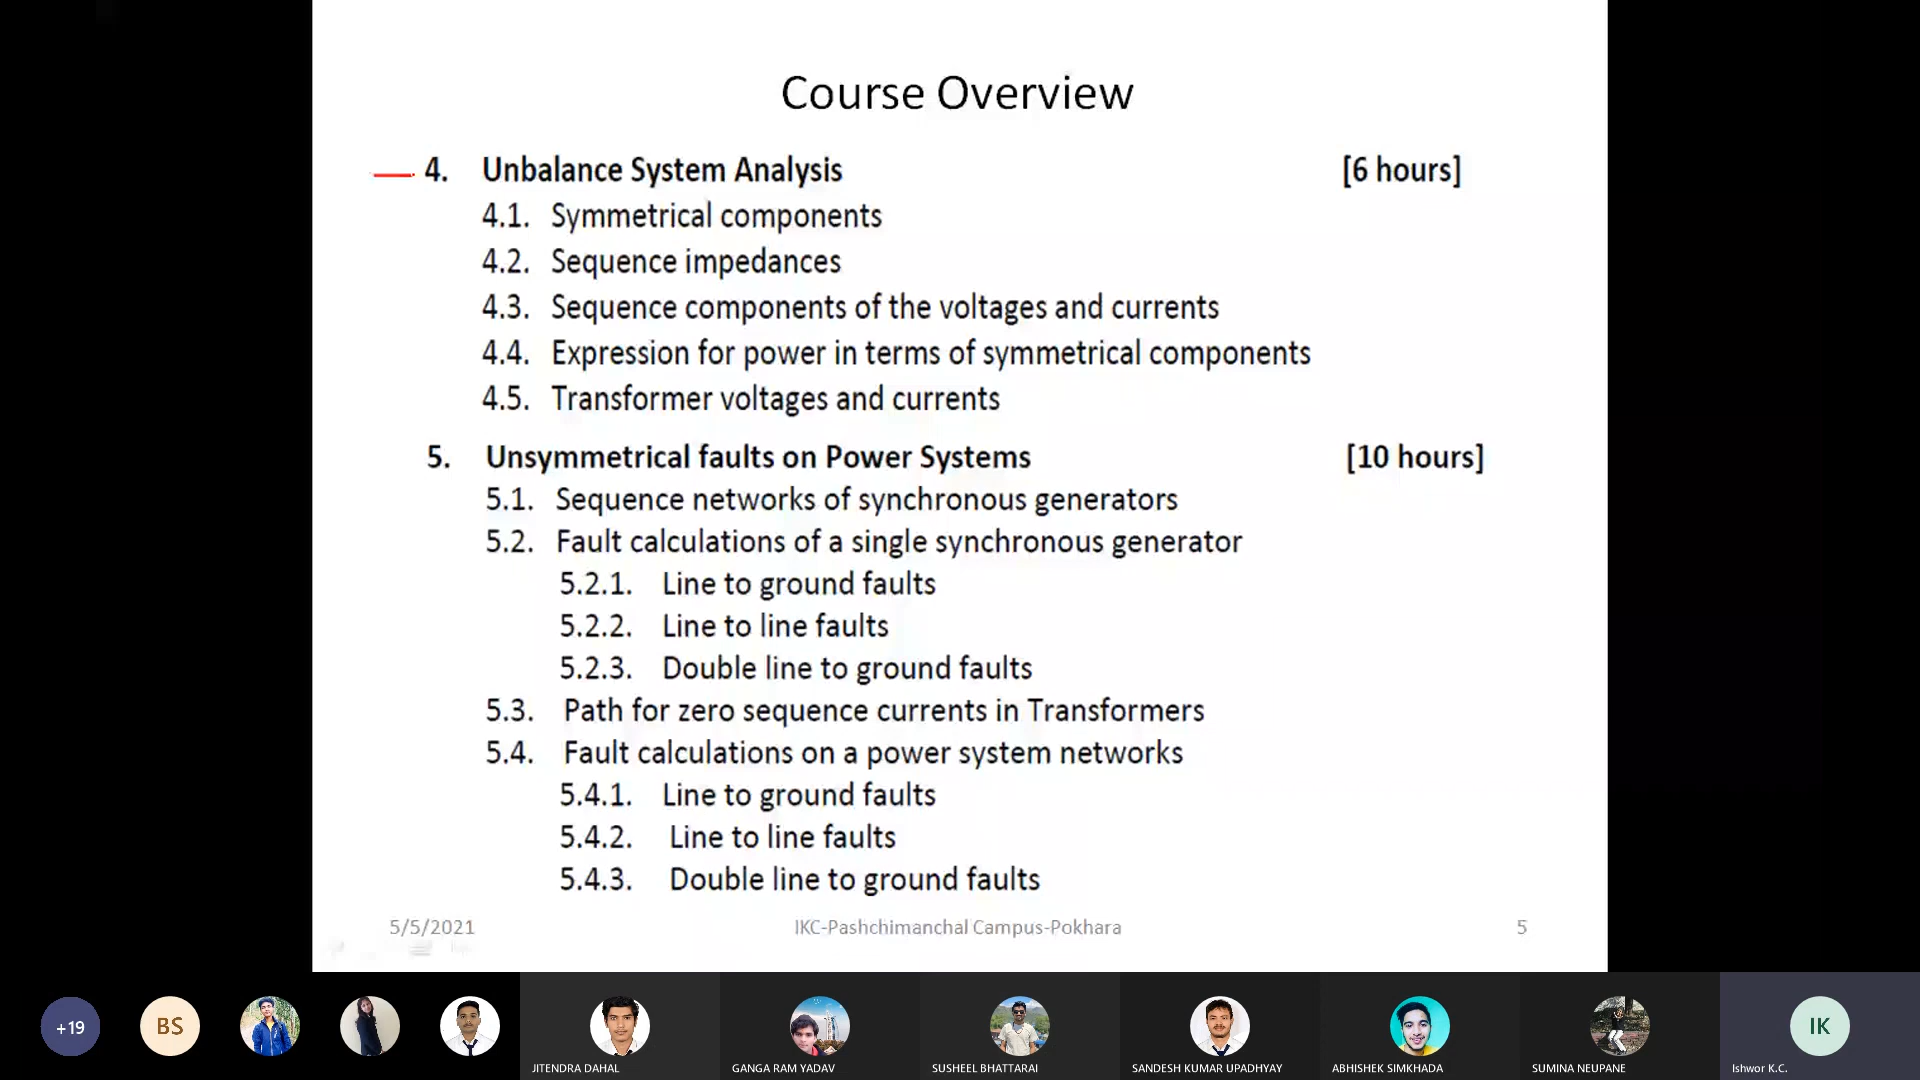 Course Overview
4. Unbalance System Analysis [6 hours]
4.1. Symmetrical components
4.2. Sequence impedances
4.3. Sequence components of the voltages and currents
4.4. Expression for power in terms of symmetrical components
4.5. Transformer voltages and currents
5. Unsymmetrical faults on Power Systems [10 hours]
5.1. Sequence networks of synchronous generators
5.2. Fault calculations of a single synchronous generator
5.2.1. Line to ground faults
5.2.2. Line to line faults
5.2.3. Double line to ground faults
5.3. Path for zero sequence currents in Transformers
5.4. Fault calculations on a power system networks
5.4.1. Line to ground faults
5.4.2. Line to line faults
5.4.3. Double line to ground faults
5/5/2021 IKC-Pashchimanchal Campus-Pokhara 5
+19 BS IK
JITENDRA DAHAL GANGA RAM YADAV SUSHEEL BHATTARAI SANDESH KUMAR UPADHYAY ABHISHEK SIMKHADA SUMINA NEUPANE Ishwor K.C.